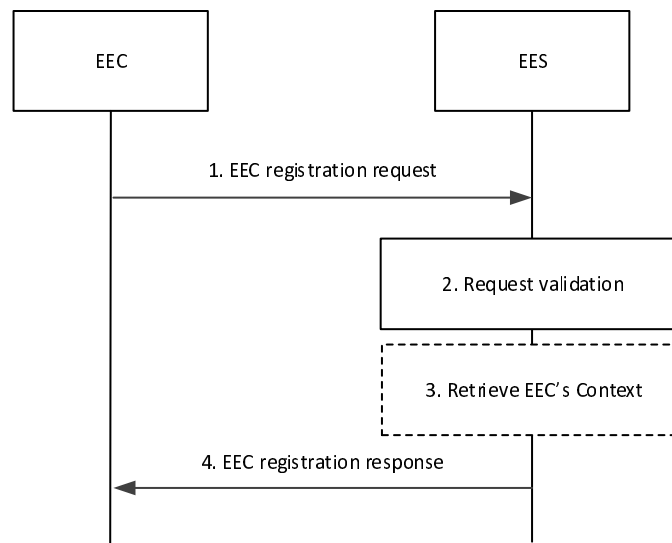 EEC
EES
1. EEC registration request
2. Request validation
3. Retrieve EEC’s Context
4. EEC registration response